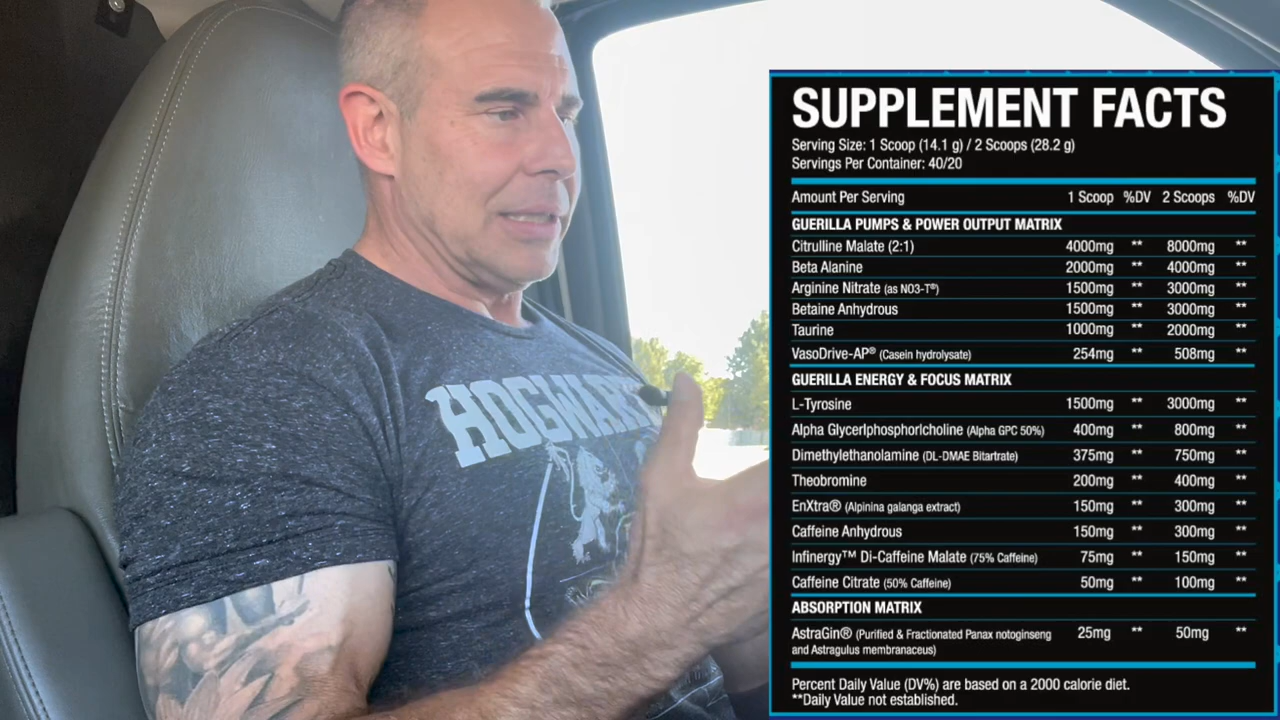 HOGWAR
SUPPLEMENT FACTS
Serving Size: 1 Scoop (14.1 g) / 2 Scoops (28.2 g)
Servings Per Container: 40/20
Amount Per Serving 1 Scoop %DV 2 Scoops %DV
GUERILLA PUMPS & POWER OUTPUT MATRIX
Citrulline Malate (2:1) 4000mg ** 8000mg **
Beta Alanine 2000mg ** 4000mg **
Arginine Nitrate (as NO3-T®) 1500mg ** 3000mg **
Betaine Anhydrous 1500mg ** 3000mg **
Taurine 1000mg ** 2000mg **
VasoDrive-AP® (Casein hydrolysate) 254mg ** 508mg **
GUERILLA ENERGY & FOCUS MATRIX
L-Tyrosine 1500mg ** 3000mg **
Alpha Glycerlphosphorlcholine (Alpha GPC 50%) 400mg ** 800mg **
Dimethylethanolamine (DL-DMAE Bitartrate) 375mg ** 750mg **
Theobromine 200mg ** 400mg **
EnXtra® (Alpinina galanga extract) 150mg ** 300mg **
Caffeine Anhydrous 150mg ** 300mg **
Infinergy™ Di-Caffeine Malate (75% Caffeine) 75mg ** 150mg **
Caffeine Citrate (50% Caffeine) 50mg ** 100mg **
ABSORPTION MATRIX
AstraGin® (Purified & Fractionated Panax notoginseng 25mg ** 50mg **
and Astragulus membranaceus)
Percent Daily Value (DV%) are based on a 2000 calorie diet.
**Daily Value not established.